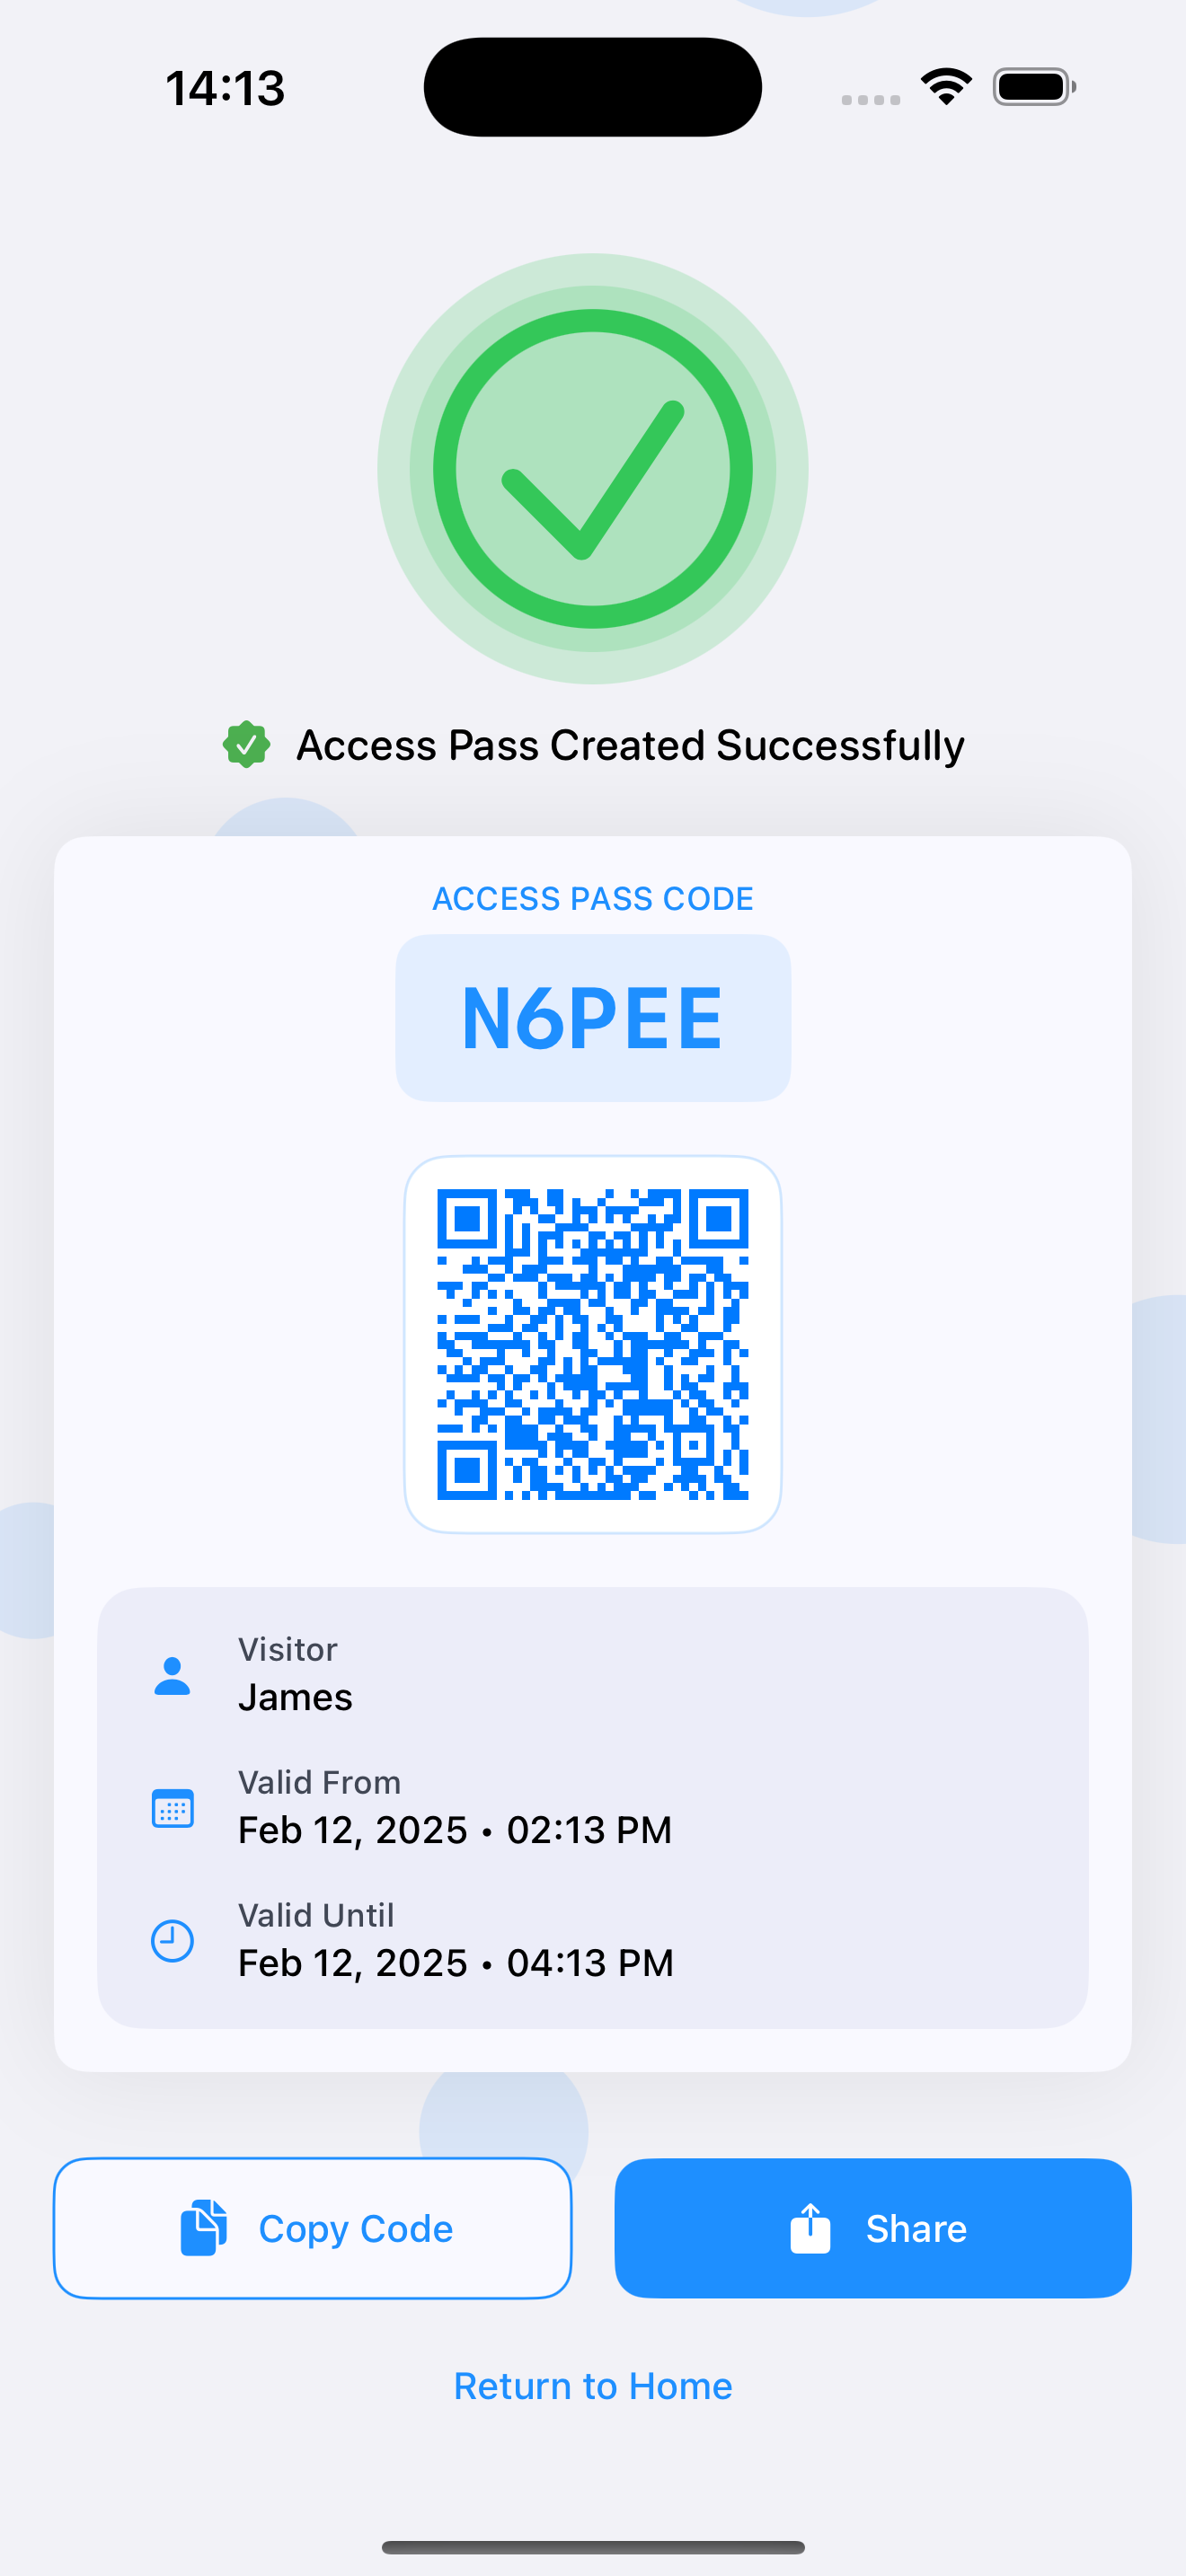 14:13
Access Pass Created Successfully
ACCESS PASS CODE
N6PEE
Visitor
James
Valid From
Feb 12, 2025 • 02:13 PM
Valid Until
Feb 12, 2025 • 04:13 PM
Copy Code
Share
Return to Home